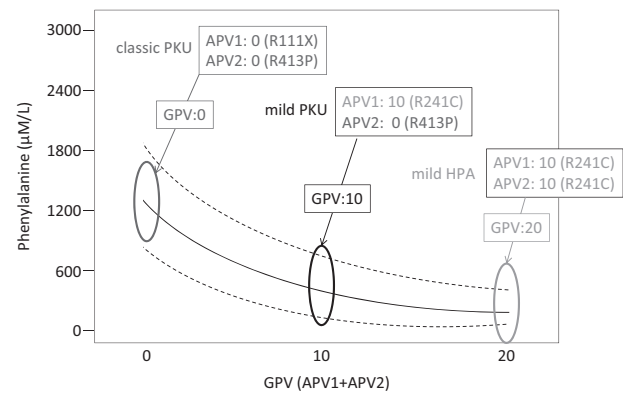 3000
2400
1800
1200
600
0
Phenylalanine (µM/L)
classic PKU
APV1: 0 (R111X)
APV2: 0 (R413P)
GPV:0
mild PKU
APV1: 10 (R241C)
APV2:  0 (R413P)
GPV:10
mild HPA
APV1: 10 (R241C)
APV2: 10 (R241C)
GPV:20
0
10
20
GPV (APV1+APV2)